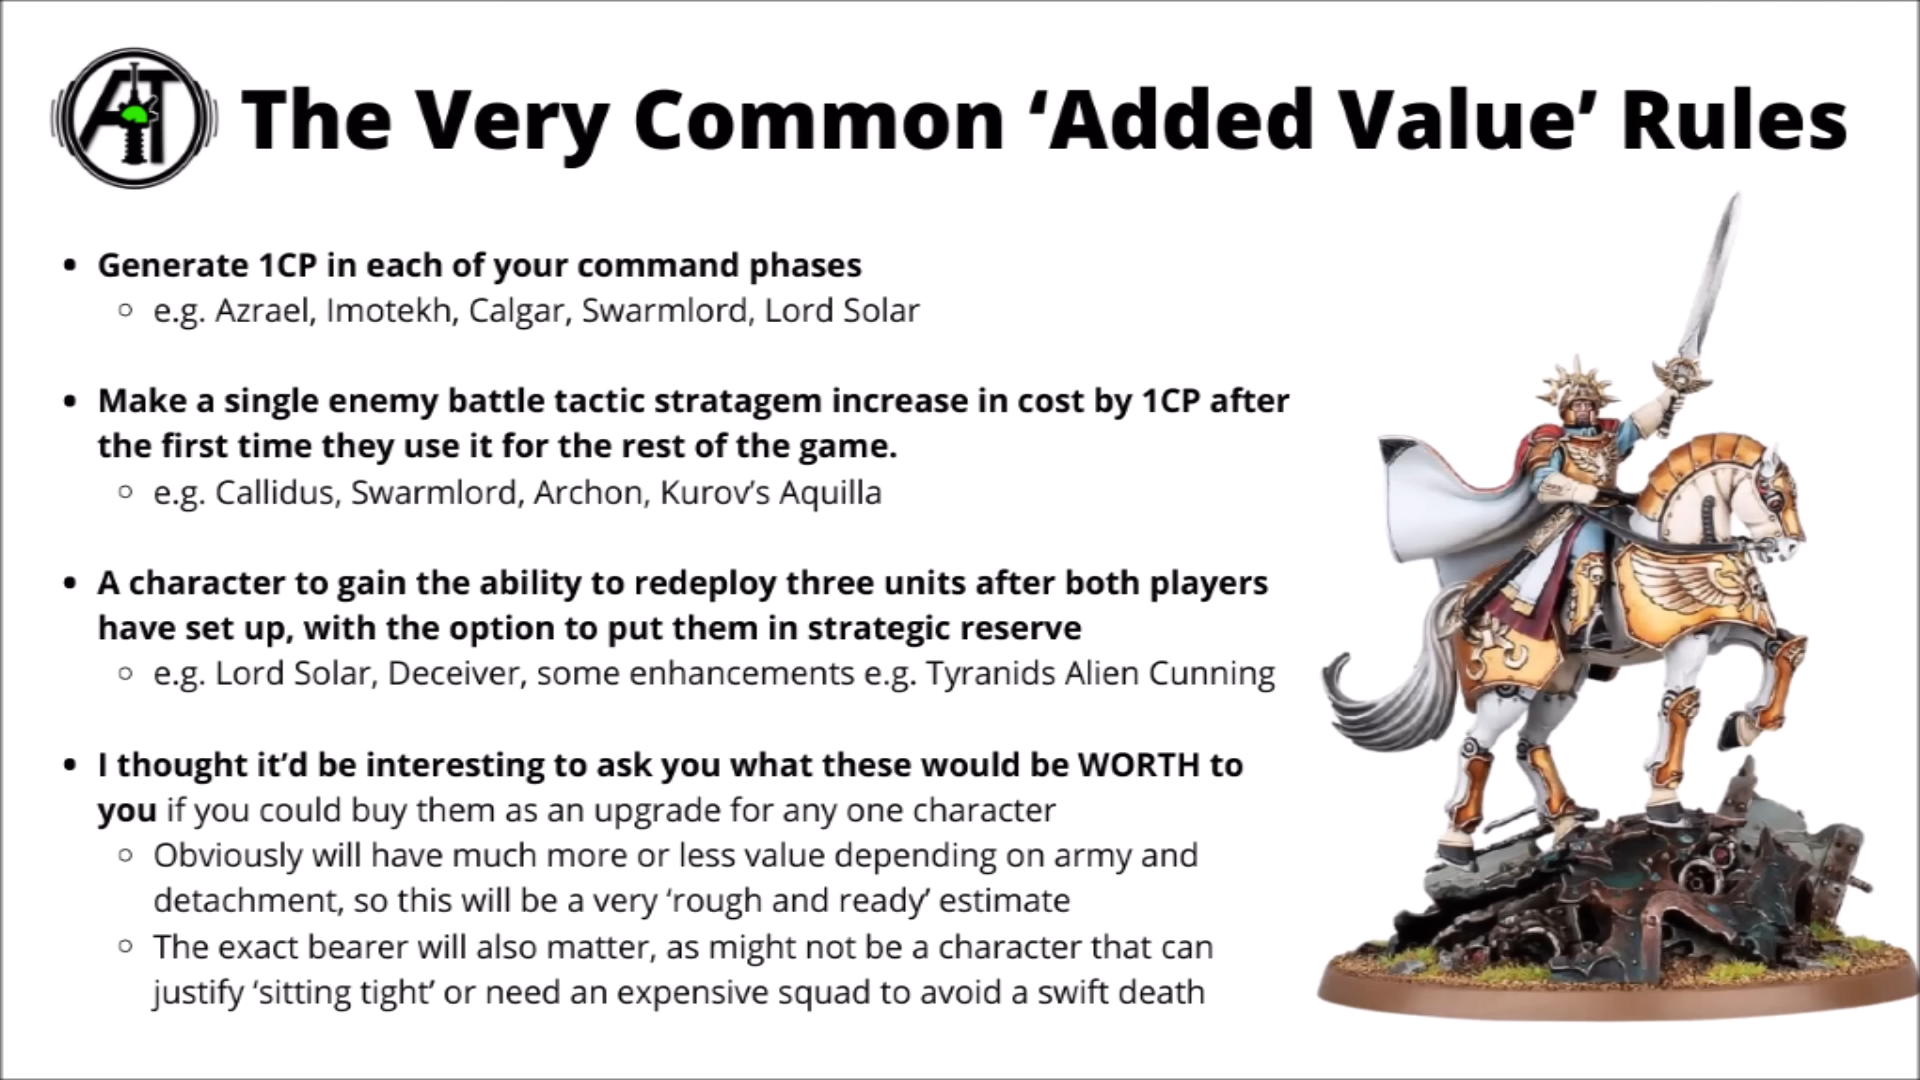 AT
The Very Common ‘Added Value’ Rules
• Generate 1CP in each of your command phases
◦ e.g. Azrael, Imotekh, Calgar, Swarmlord, Lord Solar
• Make a single enemy battle tactic stratagem increase in cost by 1CP after
the first time they use it for the rest of the game.
◦ e.g. Callidus, Swarmlord, Archon, Kurov’s Aquilla
• A character to gain the ability to redeploy three units after both players
have set up, with the option to put them in strategic reserve
◦ e.g. Lord Solar, Deceiver, some enhancements e.g. Tyranids Alien Cunning
• I thought it’d be interesting to ask you what these would be WORTH to
you if you could buy them as an upgrade for any one character
◦ Obviously will have much more or less value depending on army and
detachment, so this will be a very ‘rough and ready’ estimate
◦ The exact bearer will also matter, as might not be a character that can
justify ‘sitting tight’ or need an expensive squad to avoid a swift death